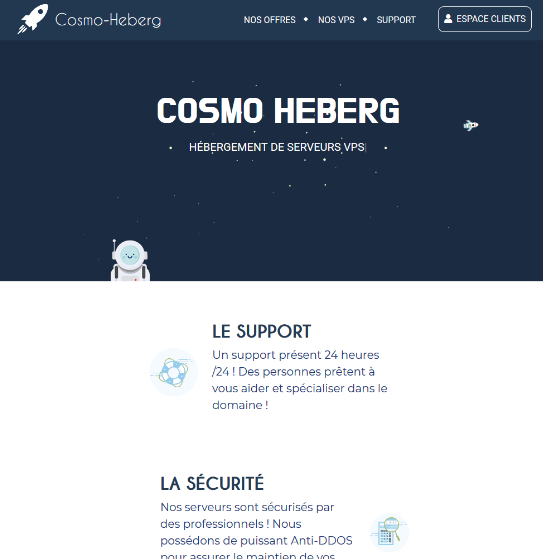 Cosmo-Heberg
NOS OFFRES
NOS VPS
SUPPORT
ESPACE CLIENTS
COSMO HEBERG
HÉBERGEMENT DE SERVEURS VPS|
LE SUPPORT
Un support présent 24 heures
/24 ! Des personnes prêtent à
vous aider et spécialiser dans le
domaine !
LA SÉCURITÉ
Nos serveurs sont sécurisés par
des professionnels ! Nous
possédons de puissant Anti-DDOS
pour assurer le maintien de vos